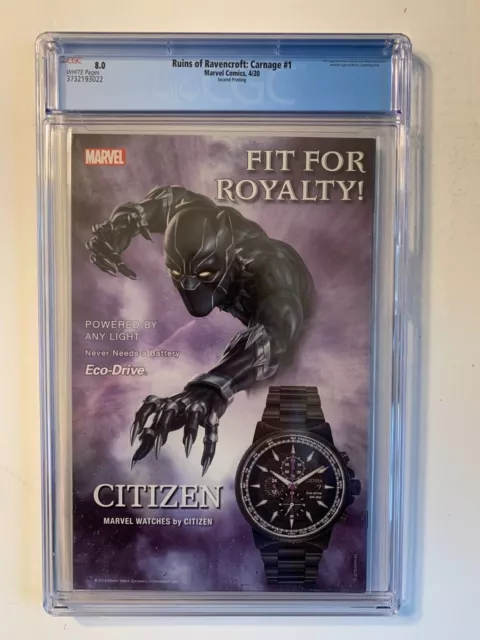 CGC
8.0
WHITE Pages
3732193022
Ruins of Ravencroft: Carnage #1
Marvel Comics, 4/20
Second Printing
MARVEL
FIT FOR
ROYALTY!
POWERED BY
ANY LIGHT
Never Needs a Battery
Eco-Drive
CITIZEN
MARVEL WATCHES by CITIZEN